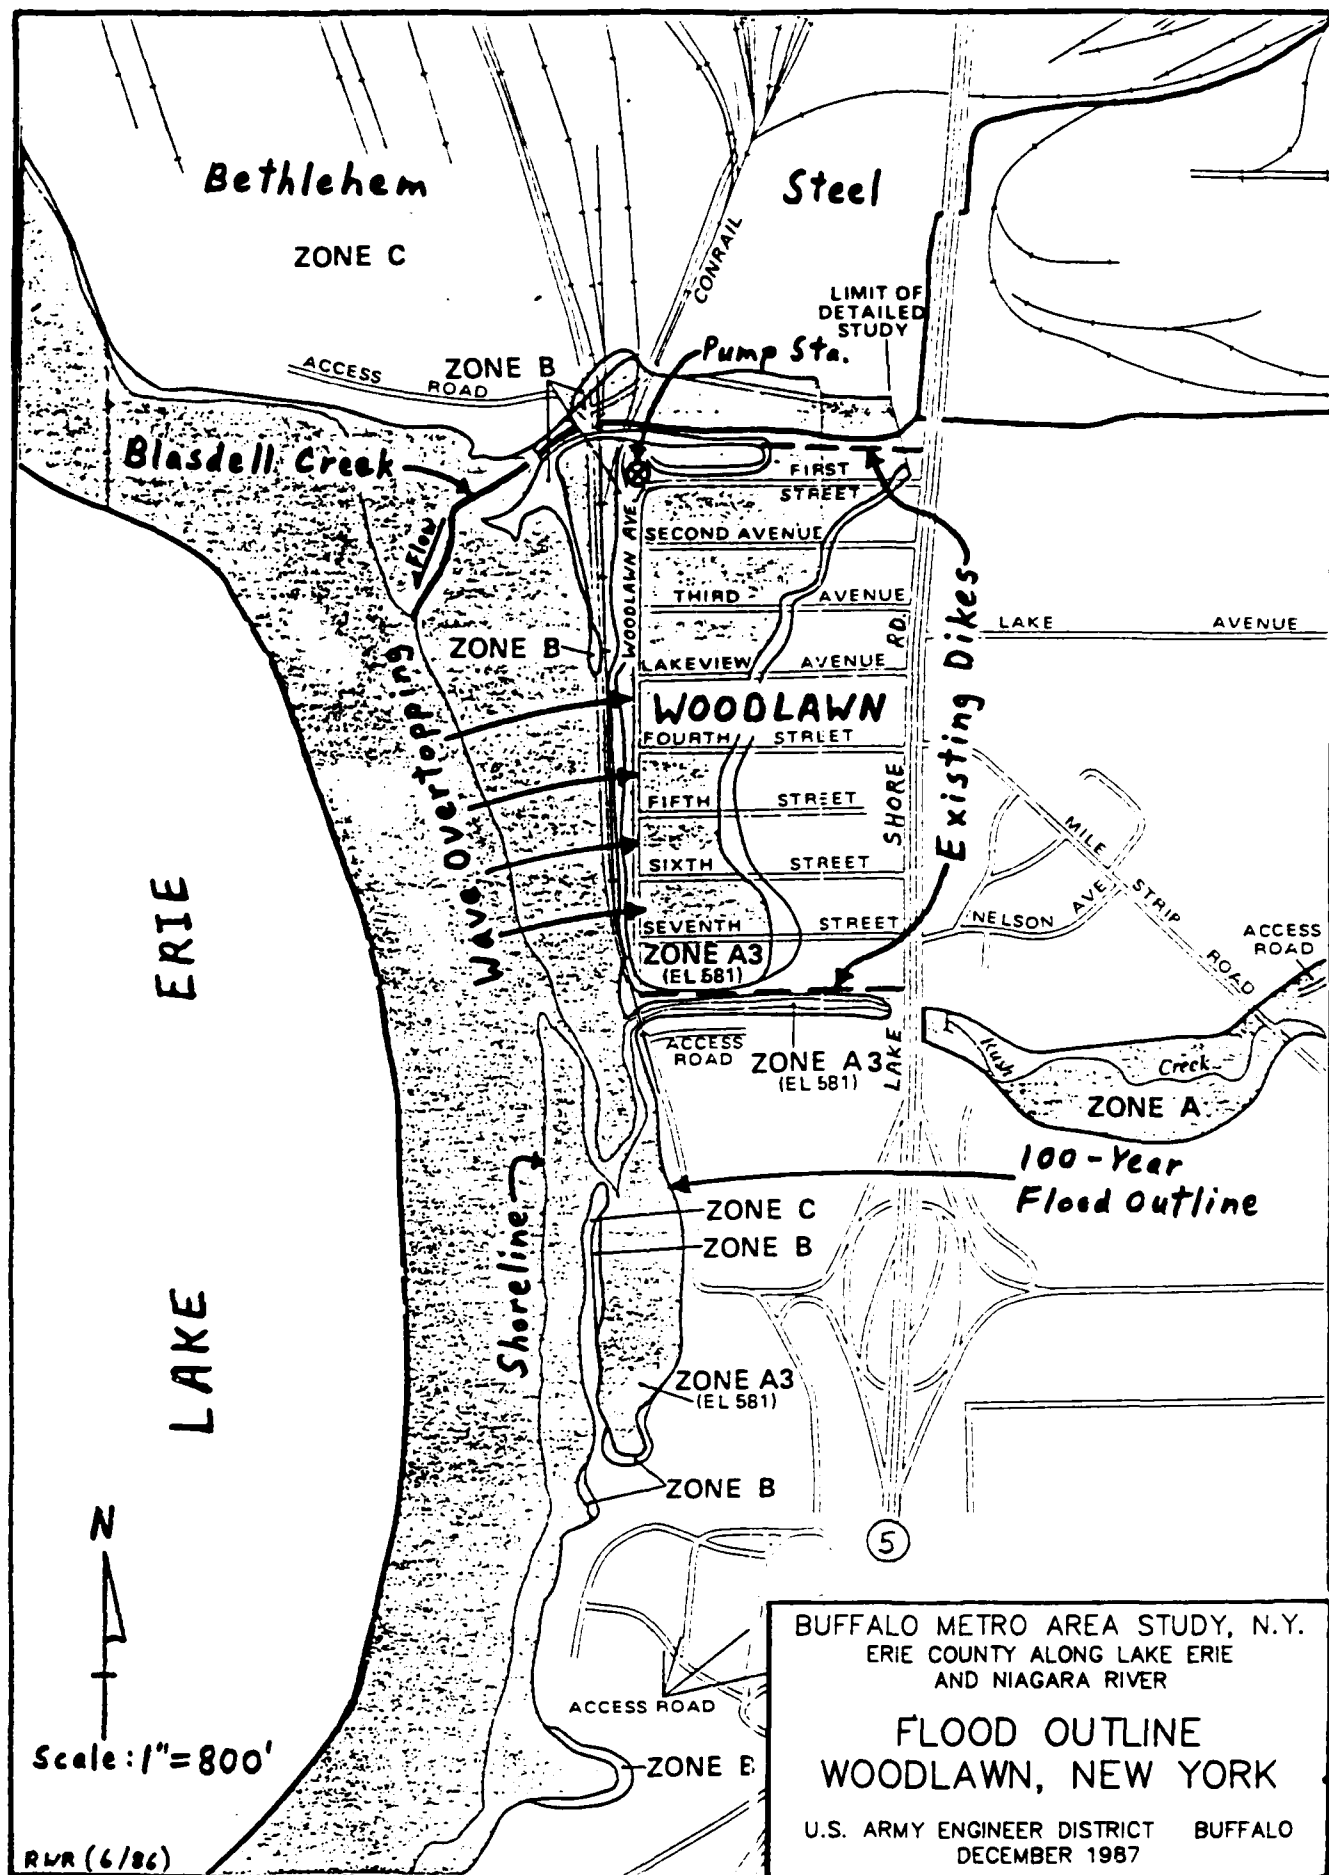 Bethlehem
Steel
ZONE C
CONRAIL
LIMIT OF
DETAILED
STUDY
Pump Sta.
ZONE B
ACCESS
ROAD
Blasdell Creek
Flow
FIRST
STREET
WOODLAWN AVE.
SECOND AVENUE
THIRD AVENUE
ZONE B
LAKEVIEW AVENUE
LAKE AVENUE
WOODLAWN
FOURTH STREET
FIFTH STREET
SIXTH STREET
SEVENTH STREET
Wave Overtopping
Existing Dikes
LAKE SHORE RD.
MILE STRIP ROAD
NELSON AVE
ACCESS
ROAD
ZONE A3
(EL 581)
ACCESS
ROAD
ZONE A3
(EL 581)
Rush Creek
ZONE A
100-Year
Flood Outline
LAKE ERIE
Shoreline
ZONE C
ZONE B
ZONE A3
(EL 581)
ZONE B
5
N
ACCESS ROAD
ZONE B
Scale: 1"=800'
RWR (6/86)
BUFFALO METRO AREA STUDY, N.Y.
ERIE COUNTY ALONG LAKE ERIE
AND NIAGARA RIVER
FLOOD OUTLINE
WOODLAWN, NEW YORK
U.S. ARMY ENGINEER DISTRICT BUFFALO
DECEMBER 1987